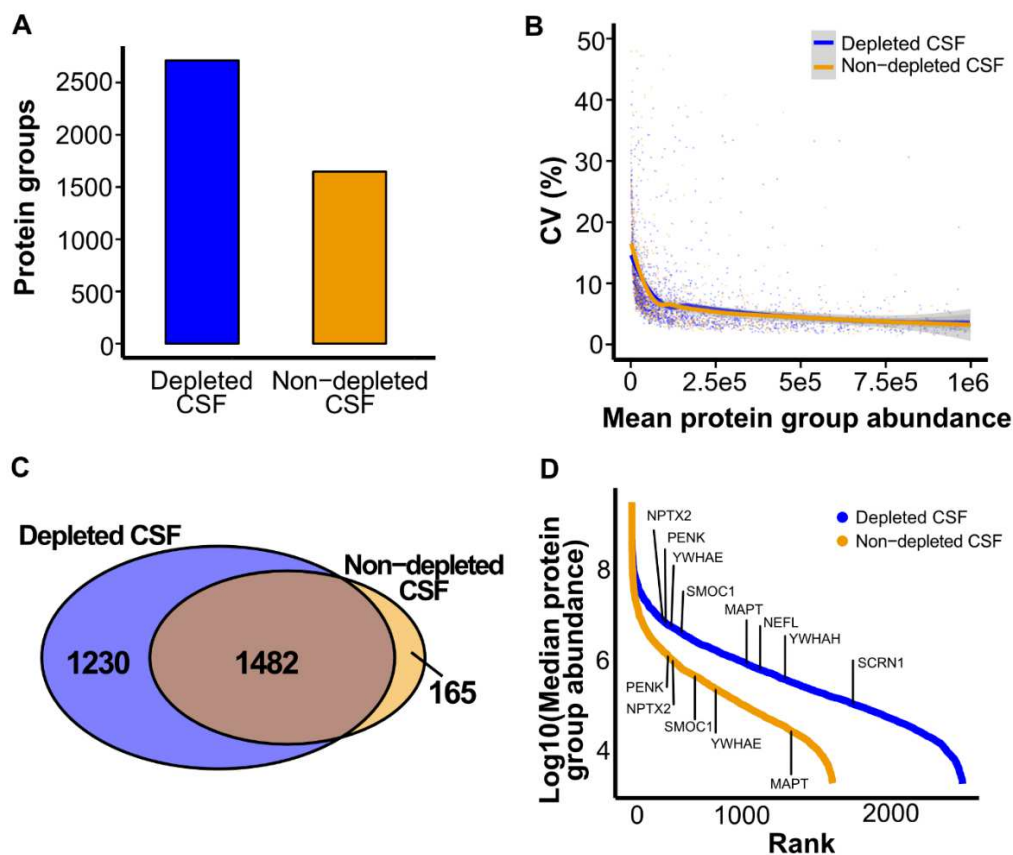 A
Protein groups
2500
2000
1500
1000
500
0
Depleted
CSF
Non-depleted
CSF
B
CV (%)
50
40
30
20
10
0
Depleted CSF
Non-depleted CSF
0
2.5e5
5e5
7.5e5
1e6
Mean protein group abundance
C
Depleted CSF
Non-depleted
CSF
1230
1482
165
D
Log10(Median protein
group abundance)
8
6
4
Depleted CSF
Non-depleted CSF
NPTX2
PENK
YWHAE
SMOC1
MAPT
NEFL
YWHAH
SCRN1
PENK
NPTX2
SMOC1
YWHAE
MAPT
0
1000
2000
Rank